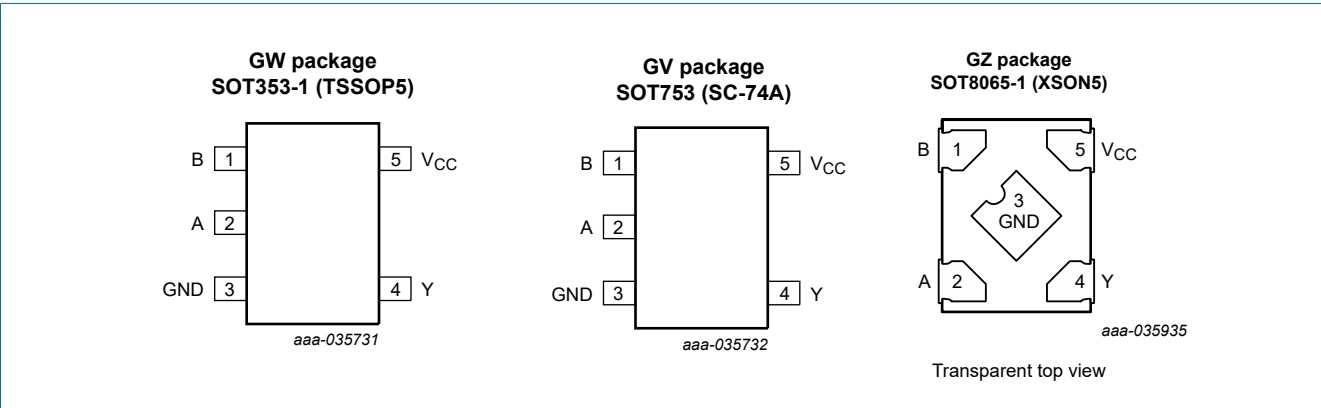 GW package
SOT353-1 (TSSOP5)
B 1
5 VCC
A 2
GND 3
4 Y
aaa-035731
GV package
SOT753 (SC-74A)
B 1
5 VCC
A 2
GND 3
4 Y
aaa-035732
GZ package
SOT8065-1 (XSON5)
B 1
5 VCC
3
GND
A 2
4 Y
aaa-035935
Transparent top view